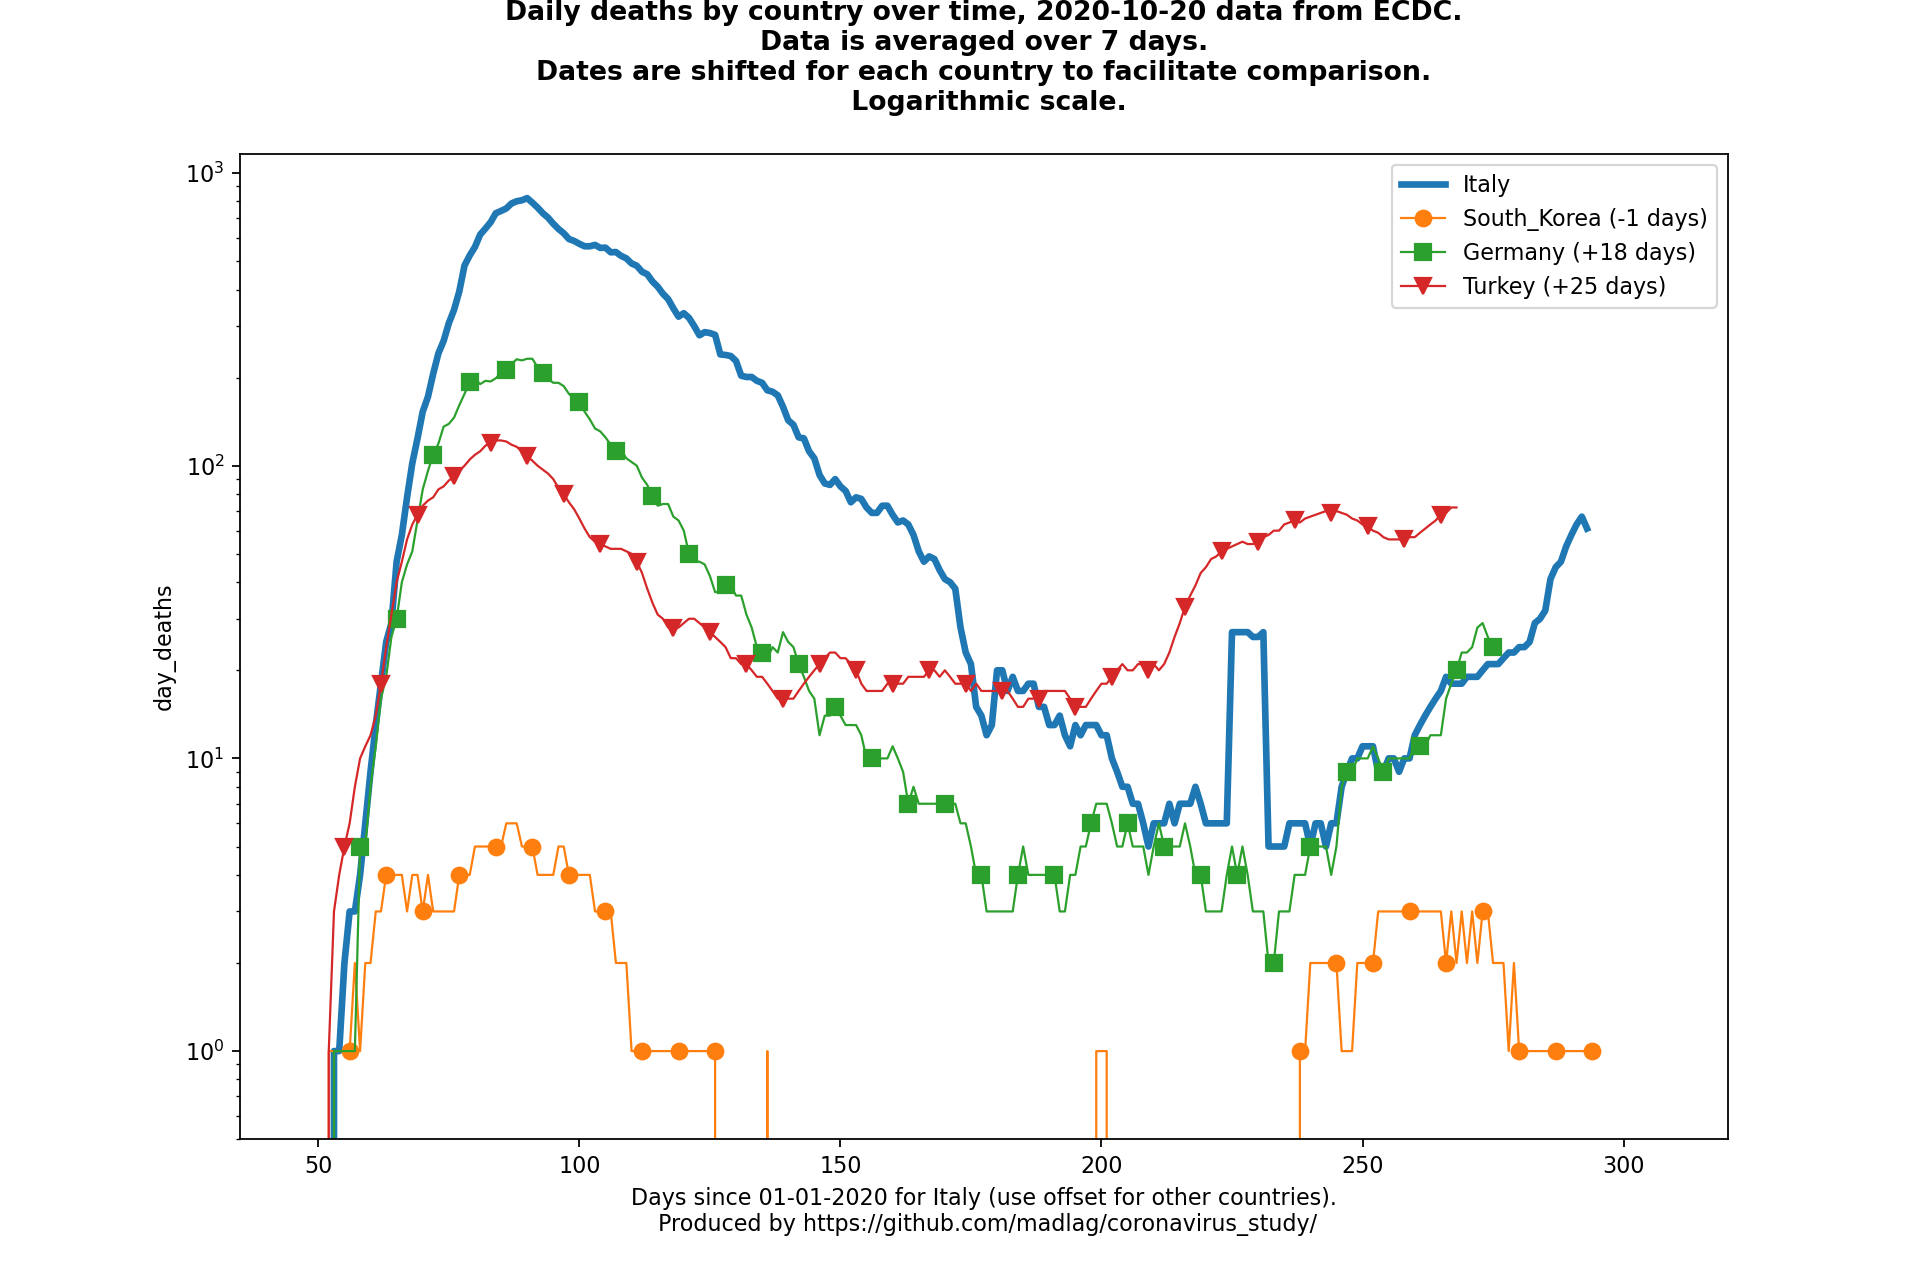 Daily deaths by country over time, 2020-10-20 data from ECDC.
Data is averaged over 7 days.
Dates are shifted for each country to facilitate comparison.
Logarithmic scale.
10³
10²
10¹
10⁰
day_deaths
Italy
South_Korea (-1 days)
Germany (+18 days)
Turkey (+25 days)
50 100 150 200 250 300
Days since 01-01-2020 for Italy (use offset for other countries).
Produced by https://github.com/madlag/coronavirus_study/